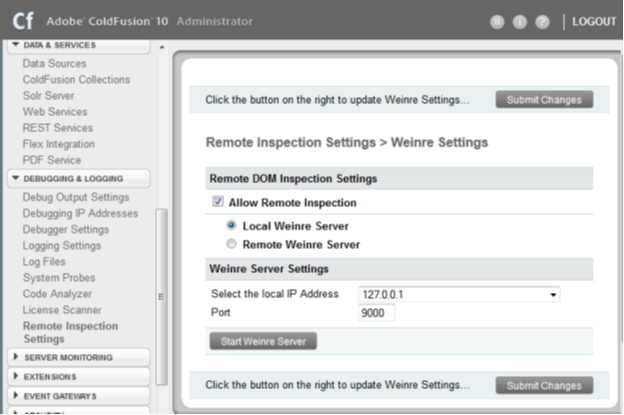 Cf Adobe® ColdFusion® 10 Administrator
LOGOUT
DATA & SERVICES
Data Sources
ColdFusion Collections
Solr Server
Web Services
REST Services
Flex Integration
PDF Service
DEBUGGING & LOGGING
Debug Output Settings
Debugging IP Addresses
Debugger Settings
Logging Settings
Log Files
System Probes
Code Analyzer
License Scanner
Remote Inspection
Settings
SERVER MONITORING
EXTENSIONS
EVENT GATEWAYS
SECURITY
Click the button on the right to update Weinre Settings...
Submit Changes
Remote Inspection Settings > Weinre Settings
Remote DOM Inspection Settings
Allow Remote Inspection
Local Weinre Server
Remote Weinre Server
Weinre Server Settings
Select the local IP Address 127.0.0.1
Port 9000
Start Weinre Server
Click the button on the right to update Weinre Settings...
Submit Changes